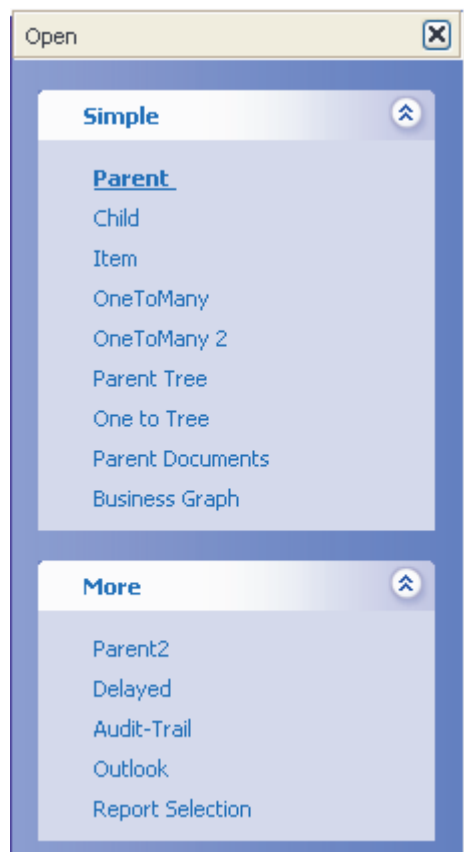 Open
Simple
Parent
Child
Item
OneToMany
OneToMany 2
Parent Tree
One to Tree
Parent Documents
Business Graph
More
Parent2
Delayed
Audit-Trail
Outlook
Report Selection